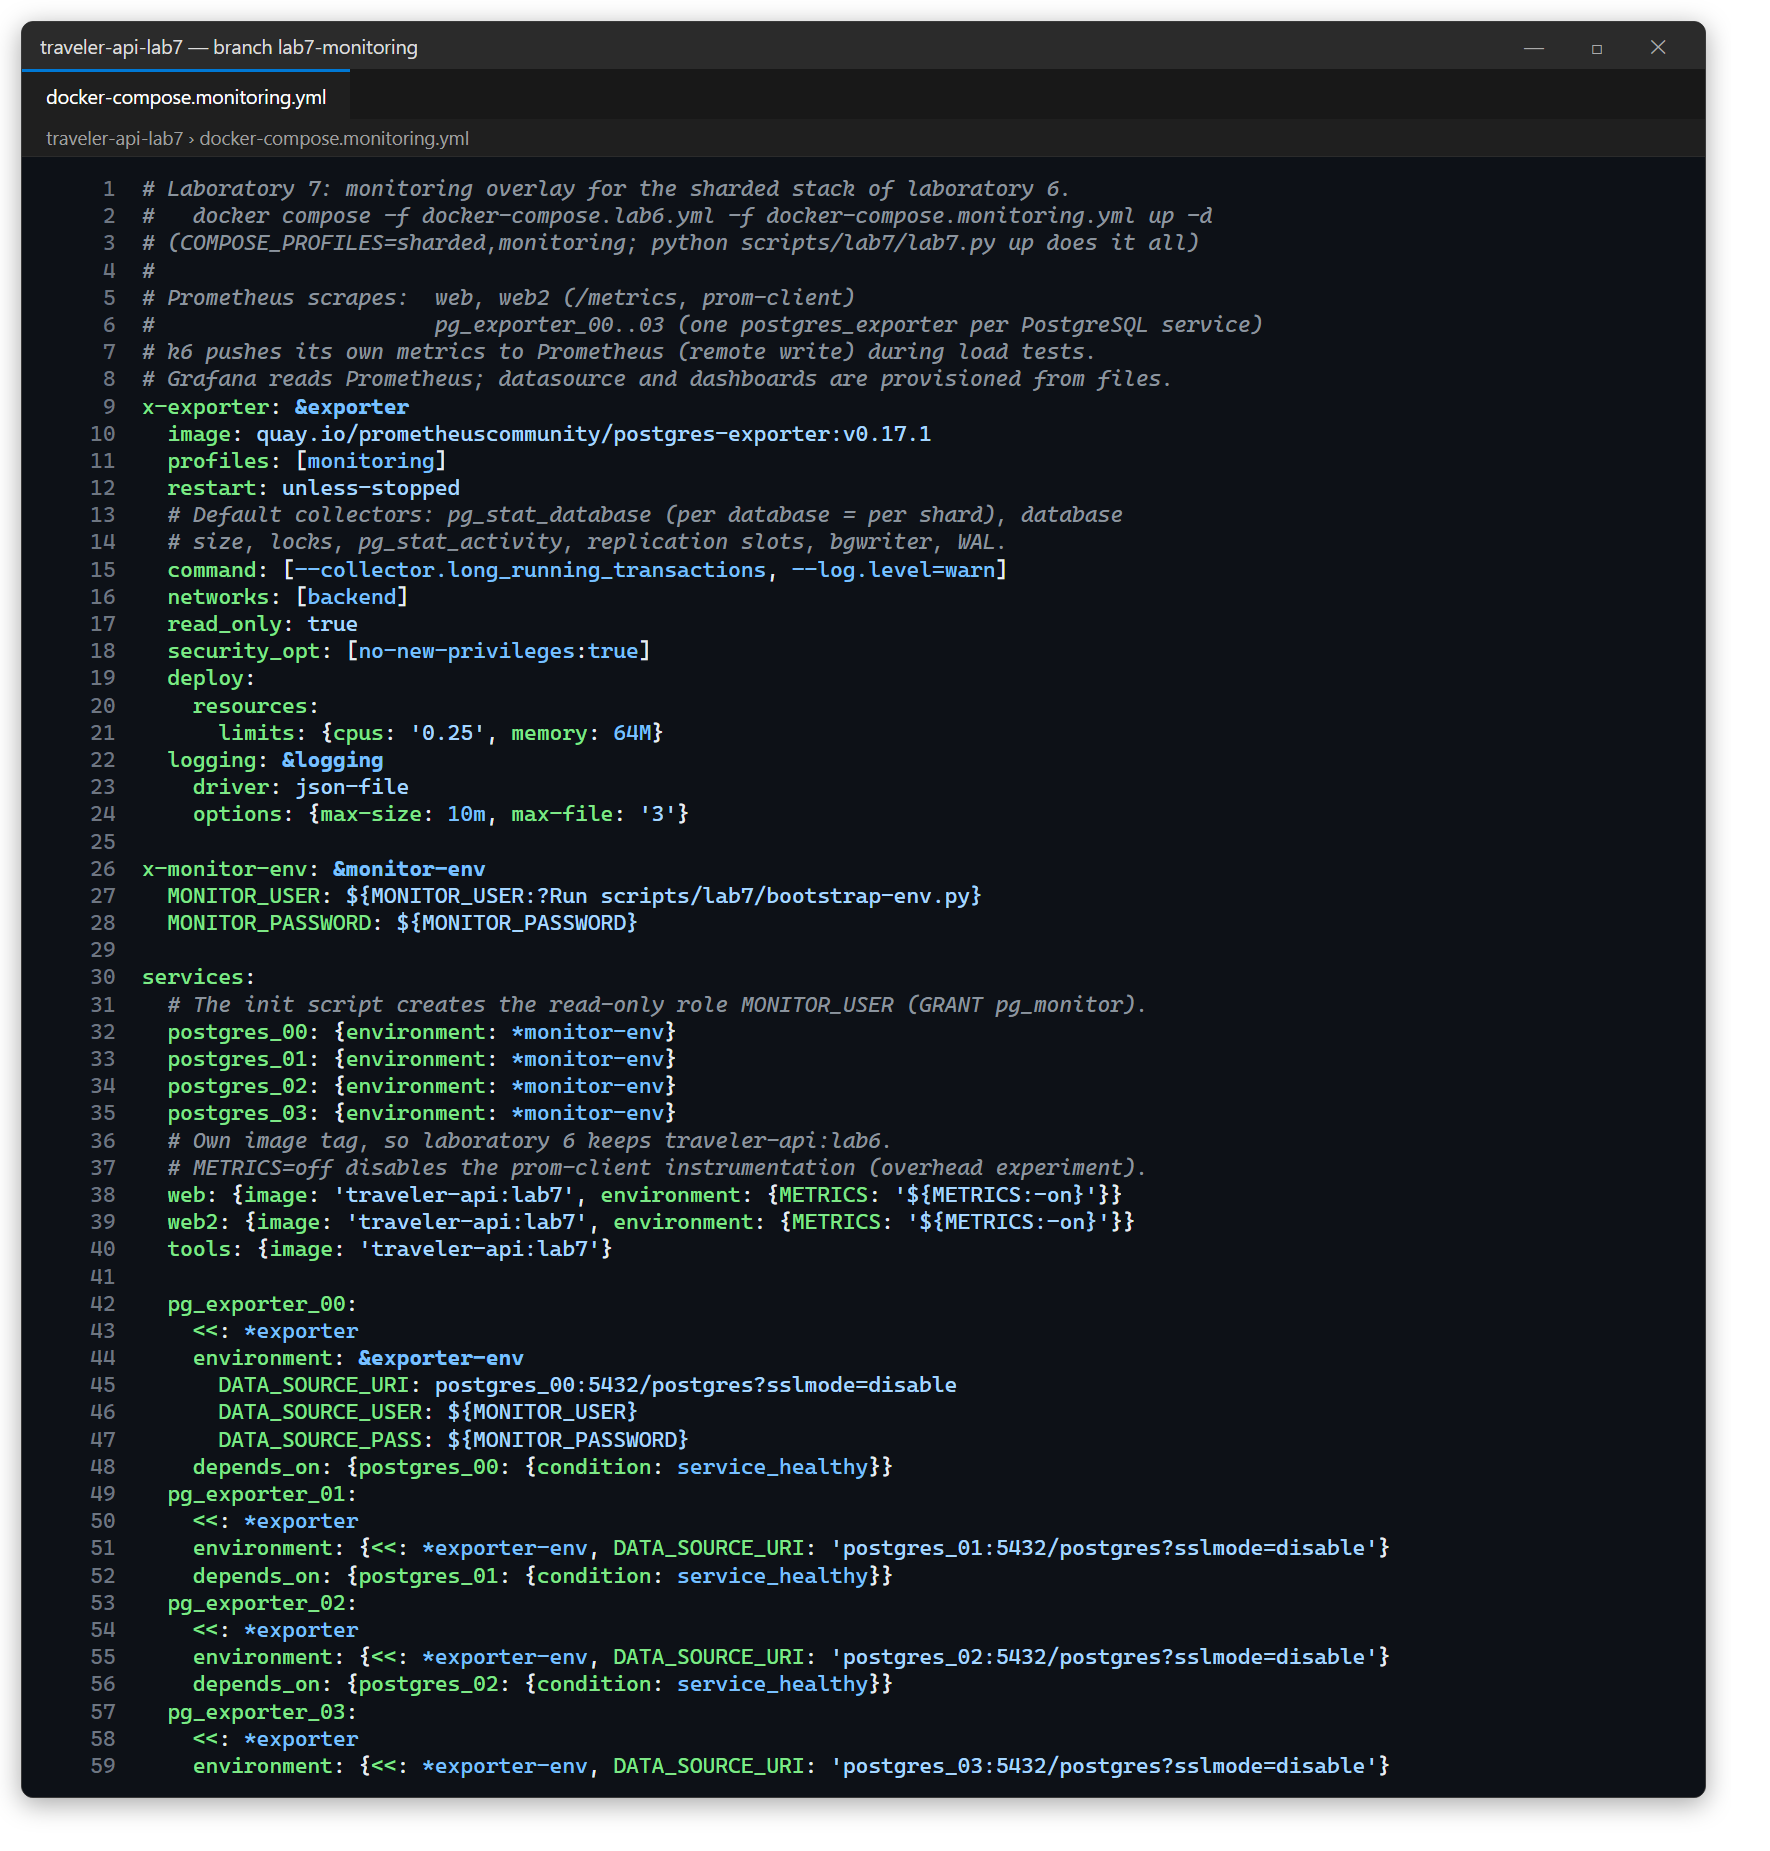 traveler-api-lab7 — branch lab7-monitoring
docker-compose.monitoring.yml
traveler-api-lab7 › docker-compose.monitoring.yml
1 # Laboratory 7: monitoring overlay for the sharded stack of laboratory 6.
2 #   docker compose -f docker-compose.lab6.yml -f docker-compose.monitoring.yml up -d
3 # (COMPOSE_PROFILES=sharded,monitoring; python scripts/lab7/lab7.py up does it all)
4 #
5 # Prometheus scrapes:  web, web2 (/metrics, prom-client)
6 #                      pg_exporter_00..03 (one postgres_exporter per PostgreSQL service)
7 # k6 pushes its own metrics to Prometheus (remote write) during load tests.
8 # Grafana reads Prometheus; datasource and dashboards are provisioned from files.
9 x-exporter: &exporter
10   image: quay.io/prometheuscommunity/postgres-exporter:v0.17.1
11   profiles: [monitoring]
12   restart: unless-stopped
13   # Default collectors: pg_stat_database (per database = per shard), database
14   # size, locks, pg_stat_activity, replication slots, bgwriter, WAL.
15   command: [--collector.long_running_transactions, --log.level=warn]
16   networks: [backend]
17   read_only: true
18   security_opt: [no-new-privileges:true]
19   deploy:
20     resources:
21       limits: {cpus: '0.25', memory: 64M}
22   logging: &logging
23     driver: json-file
24     options: {max-size: 10m, max-file: '3'}
25
26 x-monitor-env: &monitor-env
27   MONITOR_USER: ${MONITOR_USER:?Run scripts/lab7/bootstrap-env.py}
28   MONITOR_PASSWORD: ${MONITOR_PASSWORD}
29
30 services:
31   # The init script creates the read-only role MONITOR_USER (GRANT pg_monitor).
32   postgres_00: {environment: *monitor-env}
33   postgres_01: {environment: *monitor-env}
34   postgres_02: {environment: *monitor-env}
35   postgres_03: {environment: *monitor-env}
36   # Own image tag, so laboratory 6 keeps traveler-api:lab6.
37   # METRICS=off disables the prom-client instrumentation (overhead experiment).
38   web: {image: 'traveler-api:lab7', environment: {METRICS: '${METRICS:-on}'}}
39   web2: {image: 'traveler-api:lab7', environment: {METRICS: '${METRICS:-on}'}}
40   tools: {image: 'traveler-api:lab7'}
41
42   pg_exporter_00:
43     <<: *exporter
44     environment: &exporter-env
45       DATA_SOURCE_URI: postgres_00:5432/postgres?sslmode=disable
46       DATA_SOURCE_USER: ${MONITOR_USER}
47       DATA_SOURCE_PASS: ${MONITOR_PASSWORD}
48     depends_on: {postgres_00: {condition: service_healthy}}
49   pg_exporter_01:
50     <<: *exporter
51     environment: {<<: *exporter-env, DATA_SOURCE_URI: 'postgres_01:5432/postgres?sslmode=disable'}
52     depends_on: {postgres_01: {condition: service_healthy}}
53   pg_exporter_02:
54     <<: *exporter
55     environment: {<<: *exporter-env, DATA_SOURCE_URI: 'postgres_02:5432/postgres?sslmode=disable'}
56     depends_on: {postgres_02: {condition: service_healthy}}
57   pg_exporter_03:
58     <<: *exporter
59     environment: {<<: *exporter-env, DATA_SOURCE_URI: 'postgres_03:5432/postgres?sslmode=disable'}